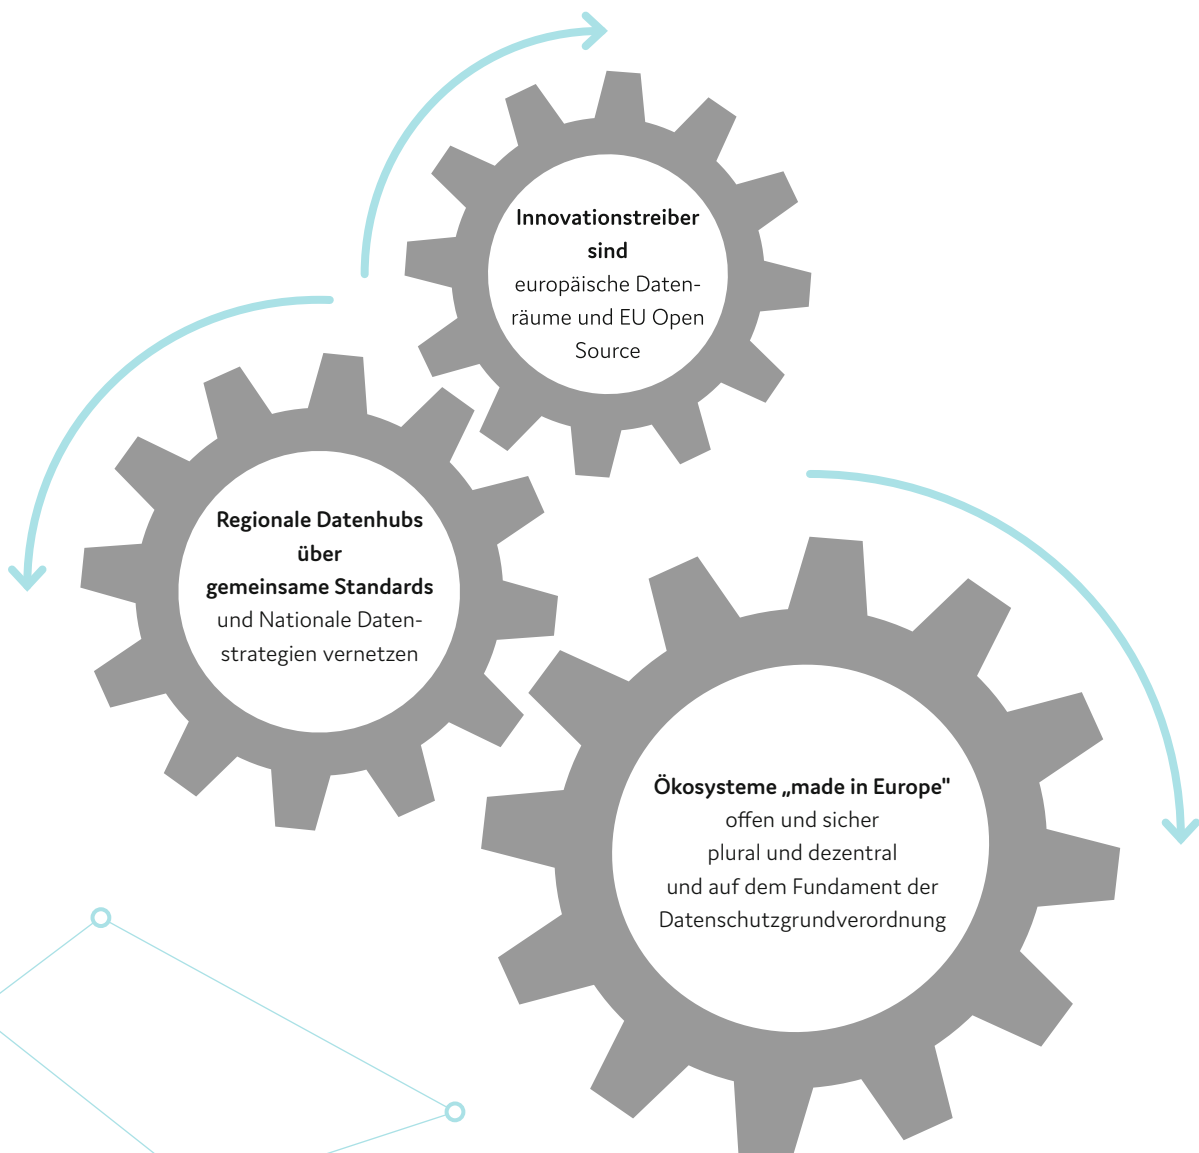 Innovationstreiber
sind
europäische Daten-
räume und EU Open
Source
Regionale Datenhubs
über
gemeinsame Standards
und Nationale Daten-
strategien vernetzen
Ökosysteme „made in Europe"
offen und sicher
plural und dezentral
und auf dem Fundament der
Datenschutzgrundverordnung